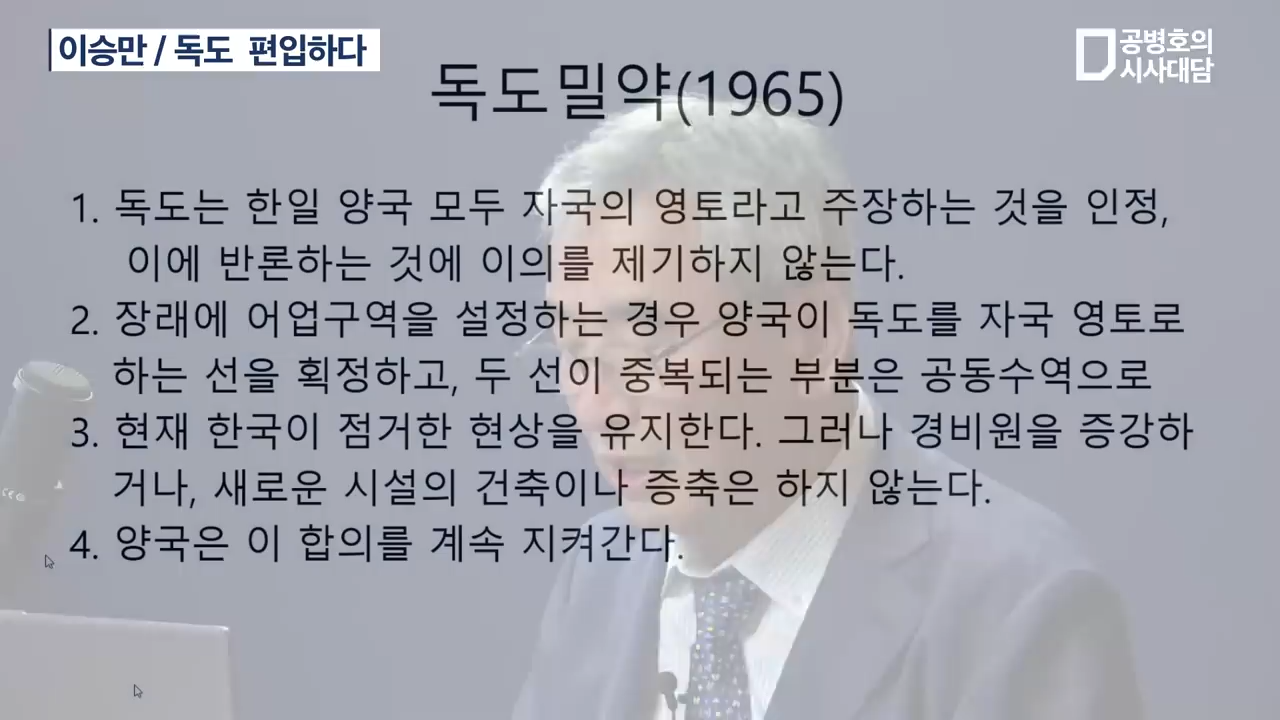 이승만 / 독도 편입하다
공병호의
시사대담
독도밀약(1965)
1. 독도는 한일 양국 모두 자국의 영토라고 주장하는 것을 인정,
이에 반론하는 것에 이의를 제기하지 않는다.
2. 장래에 어업구역을 설정하는 경우 양국이 독도를 자국 영토로
하는 선을 획정하고, 두 선이 중복되는 부분은 공동수역으로
3. 현재 한국이 점거한 현상을 유지한다. 그러나 경비원을 증강하
거나, 새로운 시설의 건축이나 증축은 하지 않는다.
4. 양국은 이 합의를 계속 지켜간다.